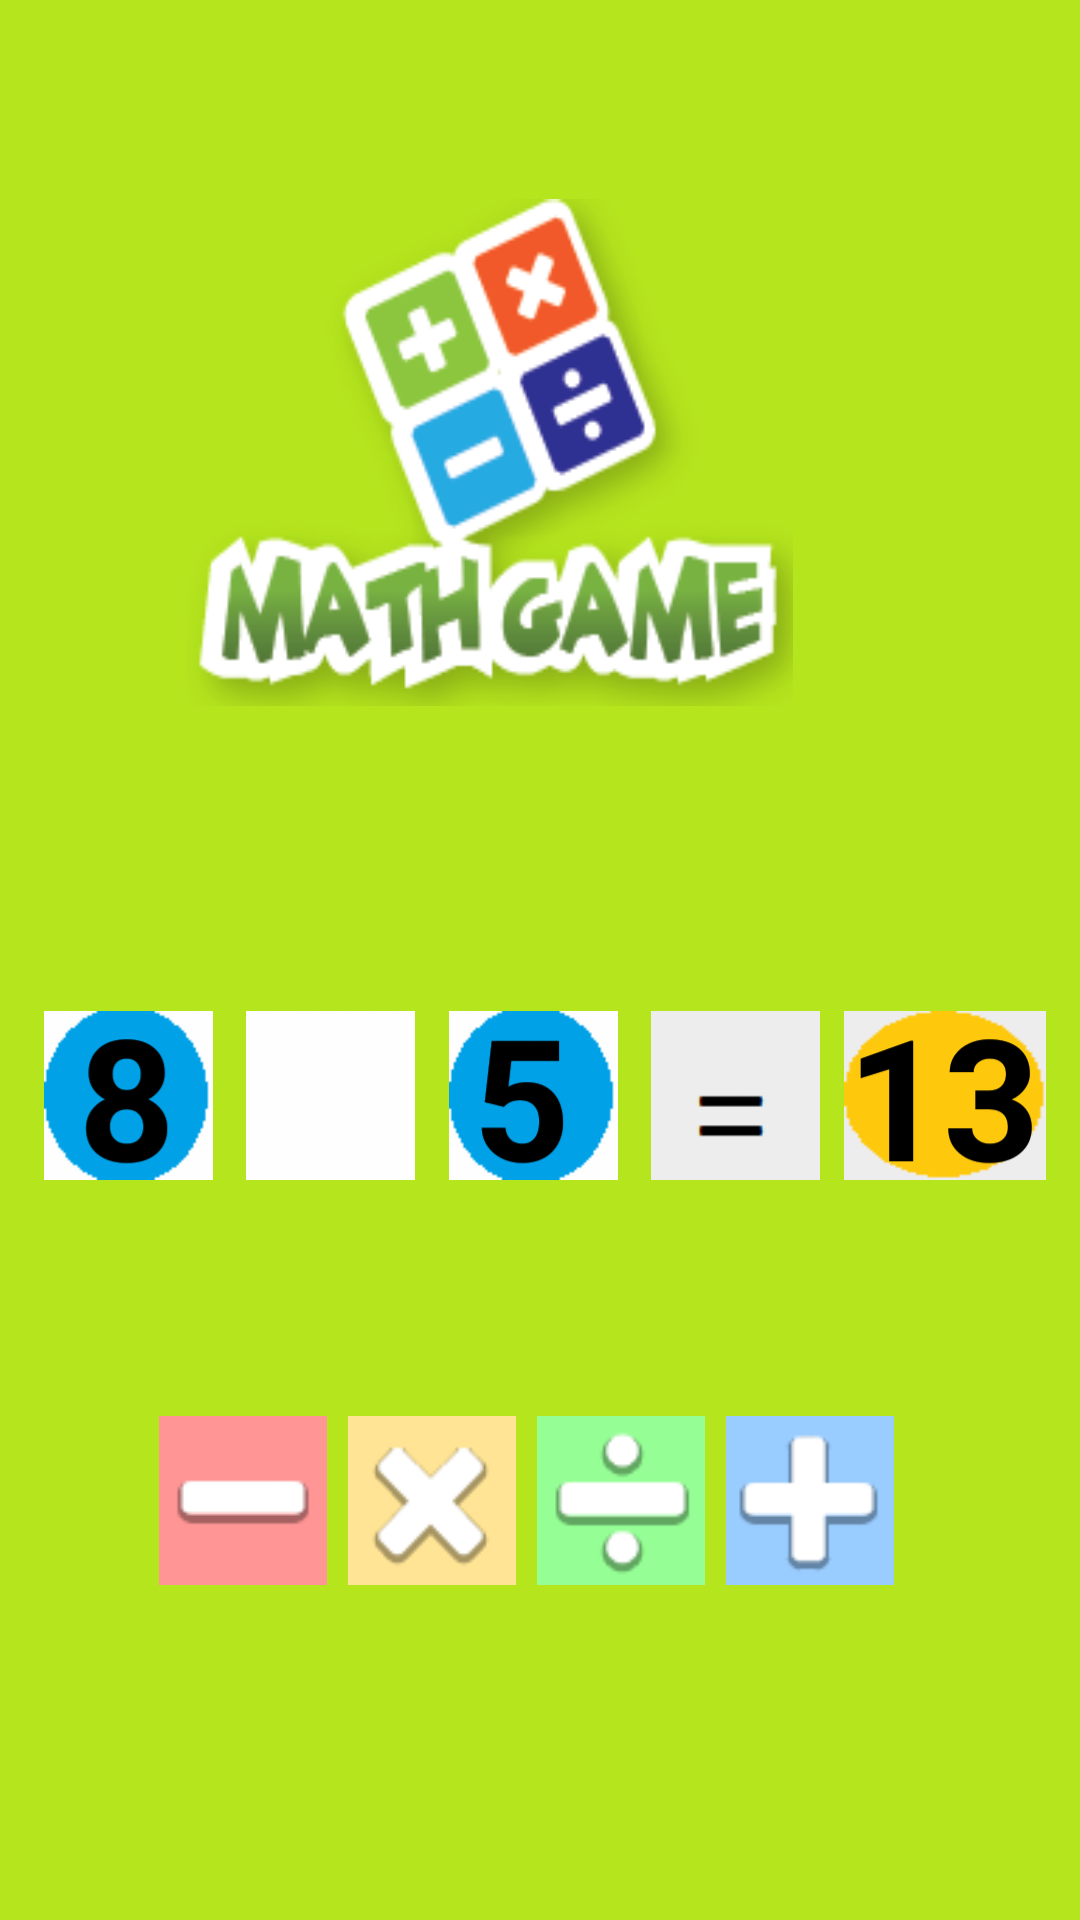 + ×
− ÷
MATH GAME
8 5 = 13
− × ÷ +